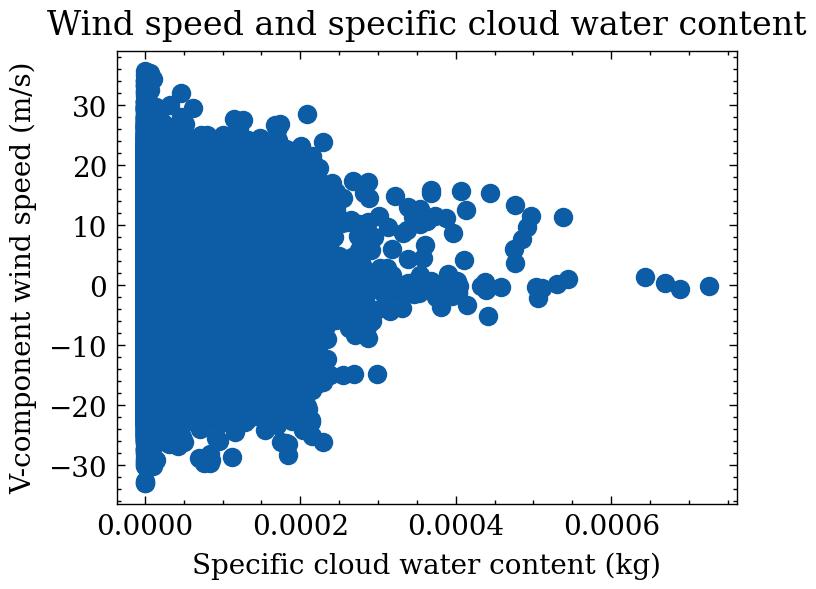 Wind speed and specific cloud water content
V-component wind speed (m/s)
30
20
10
0
−10
−20
−30
0.0000 0.0002 0.0004 0.0006
Specific cloud water content (kg)